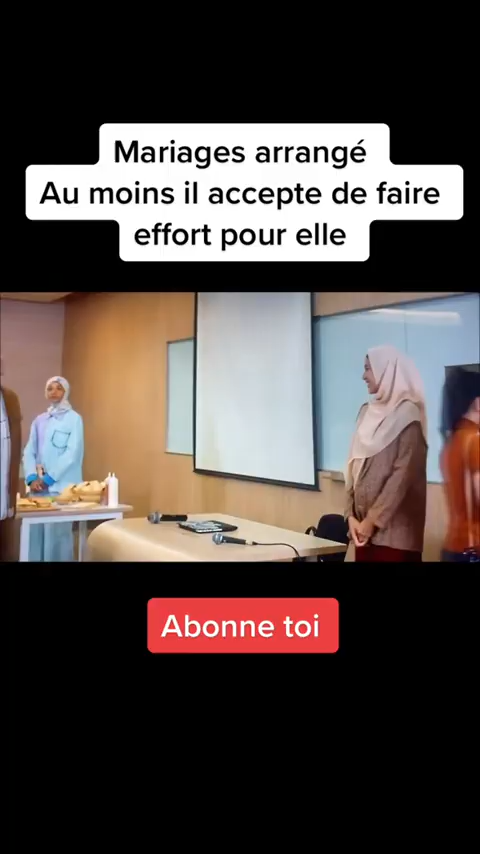 Mariages arrangé
Au moins il accepte de faire
effort pour elle
Abonne toi